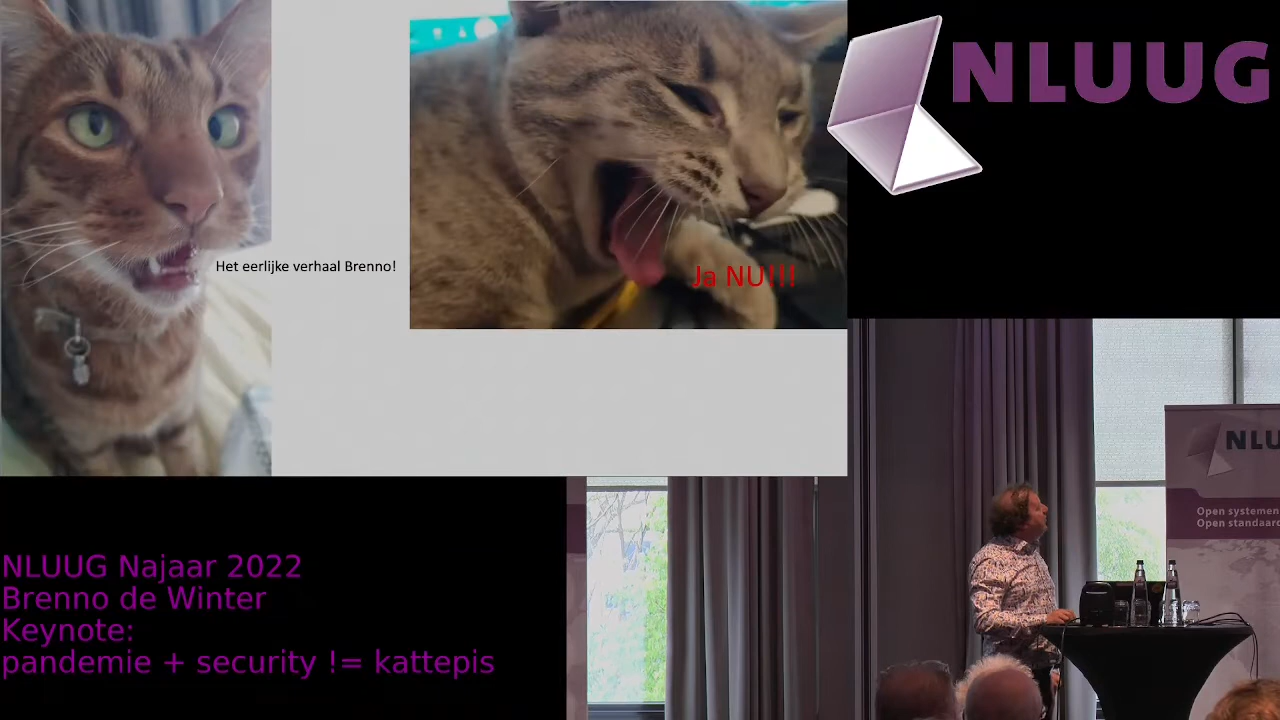 NLUUG
Het eerlijke verhaal Brenno!
Ja NU!!!
NLU
Open systemen
Open standaard
NLUUG Najaar 2022
Brenno de Winter
Keynote:
pandemie + security != kattepis